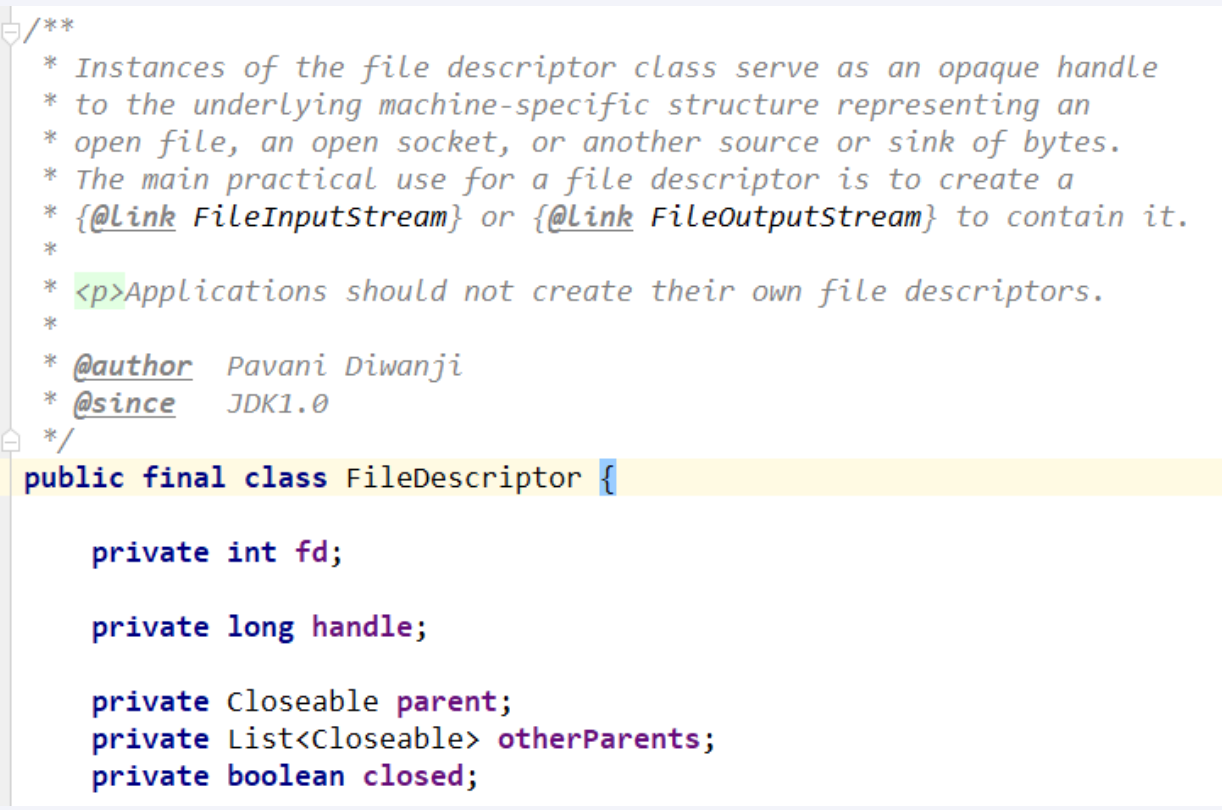 /**
 * Instances of the file descriptor class serve as an opaque handle
 * to the underlying machine-specific structure representing an
 * open file, an open socket, or another source or sink of bytes.
 * The main practical use for a file descriptor is to create a
 * {@link FileInputStream} or {@link FileOutputStream} to contain it.
 *
 * <p>Applications should not create their own file descriptors.
 *
 * @author  Pavani Diwanji
 * @since   JDK1.0
 */
public final class FileDescriptor {
    private int fd;
    private long handle;
    private Closeable parent;
    private List<Closeable> otherParents;
    private boolean closed;